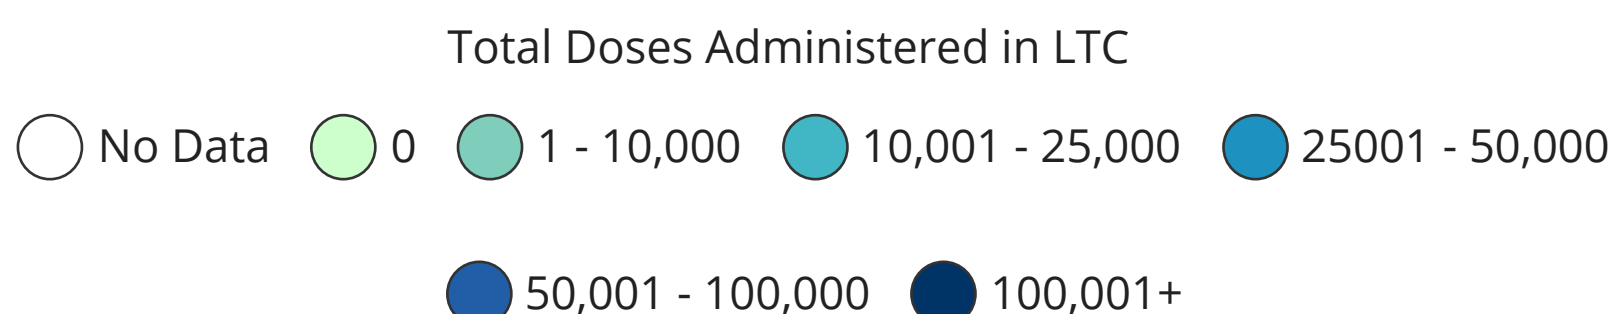 Total Doses Administered in LTC
No Data 0 1 - 10,000 10,001 - 25,000 25001 - 50,000
50,001 - 100,000 100,001+